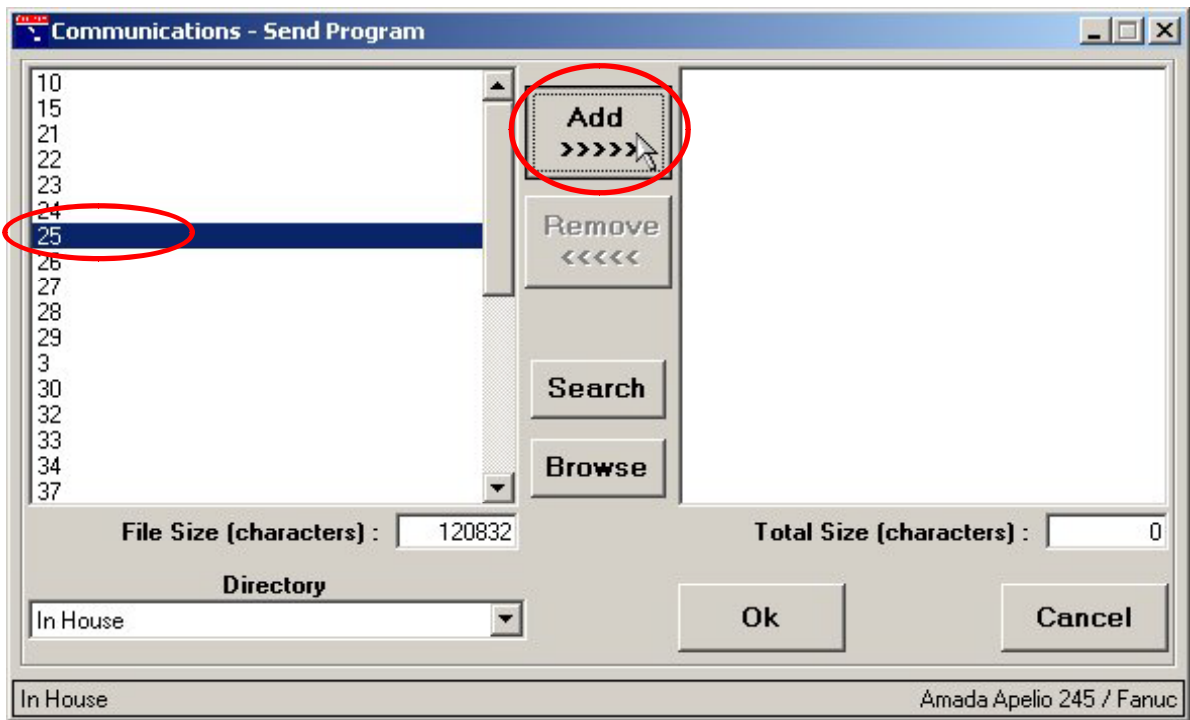 Communications - Send Program
10
15
21
22
23
24
25
26
27
28
29
3
30
32
33
34
37
Add
>>>>>
Remove
<<<<<
Search
Browse
File Size (characters) : 120832
Total Size (characters) : 0
Directory
In House
Ok
Cancel
In House
Amada Apelio 245 / Fanuc